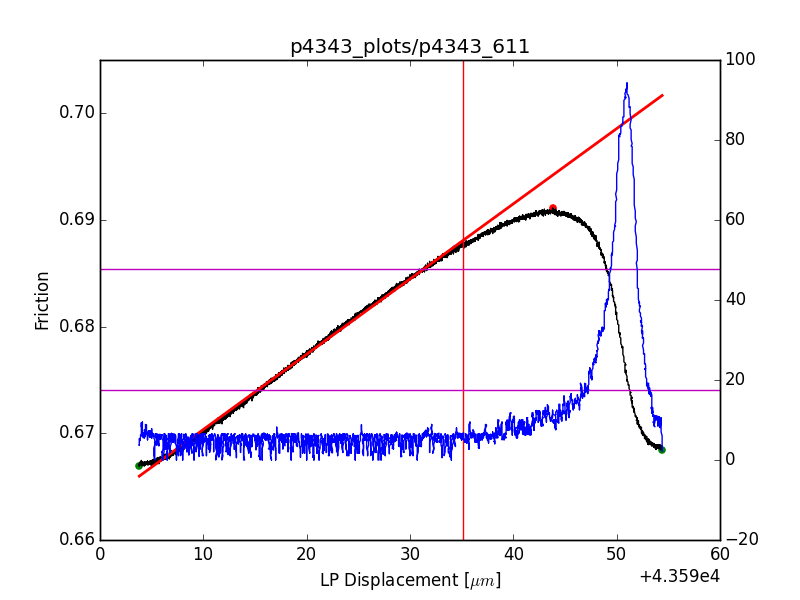 p4343_plots/p4343_611
0.70
0.69
0.68
0.67
0.66
Friction
100
80
60
40
20
0
−20
0 10 20 30 40 50 60
LP Displacement [μm]
+4.359e4